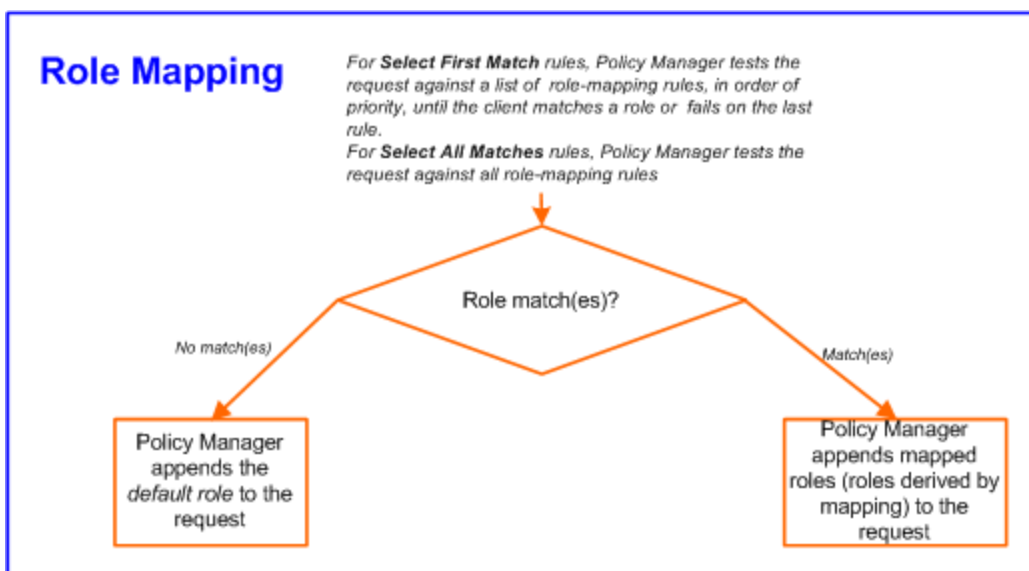 Role Mapping
For Select First Match rules, Policy Manager tests the
request against a list of role-mapping rules, in order of
priority, until the client matches a role or fails on the last
rule.
For Select All Matches rules, Policy Manager tests the
request against all role-mapping rules
Role match(es)?
No match(es)
Match(es)
Policy Manager
appends the
default role to the
request
Policy Manager
appends mapped
roles (roles derived by
mapping) to the
request